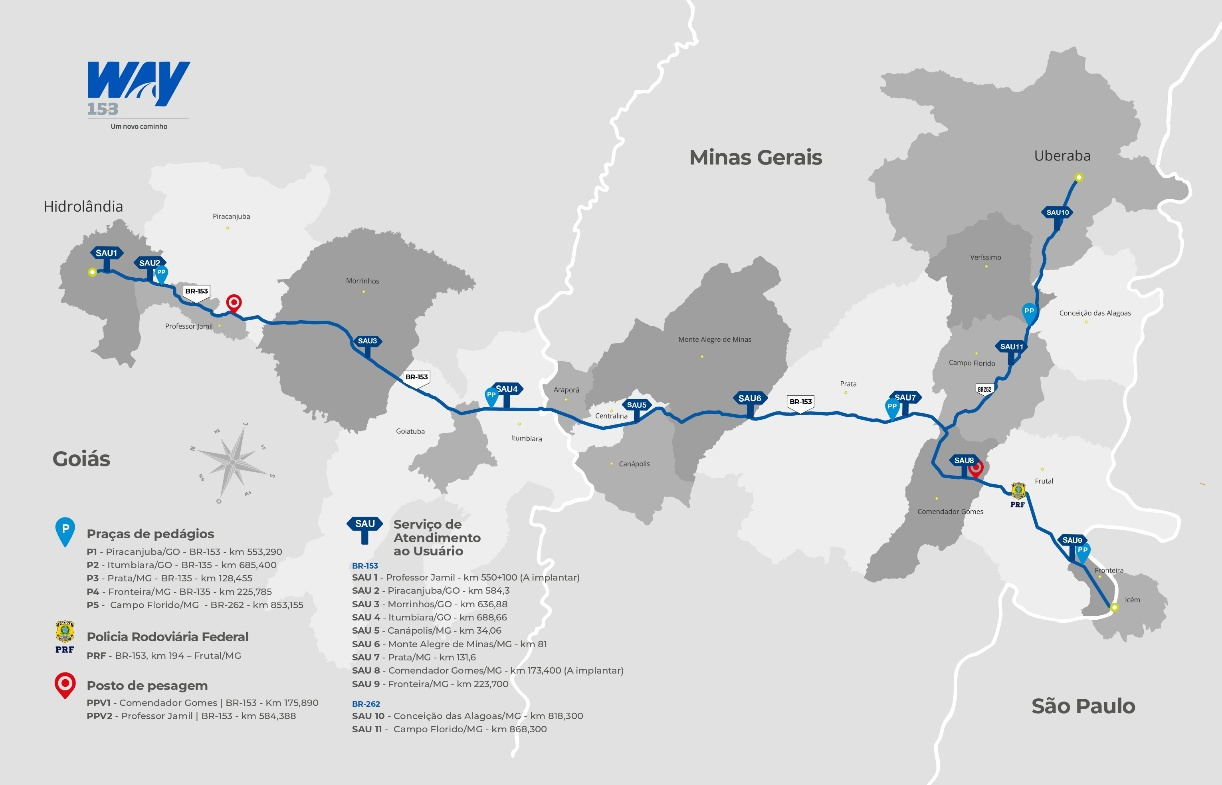 WAY
153
Um novo caminho
Minas Gerais
Uberaba
Hidrolândia
Piracanjuba
SAU1
SAU2
PP
BR-153
Professor Jamil
Morrinhos
SAU3
BR-153
Goiatuba
PP
SAU4
Itumbiara
Araporã
Centralina
SAU5
Canápolis
Monte Alegre de Minas
SAU6
BR-153
Prata
PP
SAU7
SAU10
Veríssimo
PP
Conceição das Alagoas
SAU11
Campo Florido
BR262
SAU8
Comendador Gomes
PRF
Frutal
SAU9
PP
Fronteira
Icém
Goiás
São Paulo
P
Praças de pedágios
P1 - Piracanjuba/GO - BR-153 - km 553,290
P2 - Itumbiara/GO - BR-135 - km 685,400
P3 - Prata/MG - BR-135 - km 128,455
P4 - Fronteira/MG - BR-135 - km 225,785
P5 - Campo Florido/MG - BR-262 - km 853,155
Policia Rodoviária Federal
PRF
PRF - BR-153, km 194 – Frutal/MG
Posto de pesagem
PPV1 - Comendador Gomes | BR-153 - Km 175,890
PPV2 - Professor Jamil | BR-153 - km 584,388
SAU
Serviço de
Atendimento
ao Usuário
BR-153
SAU 1 - Professor Jamil - km 550+100 (A implantar)
SAU 2 - Piracanjuba/GO - km 584,3
SAU 3 - Morrinhos/GO - km 636,88
SAU 4 - Itumbiara/GO - km 688,66
SAU 5 - Canápolis/MG - km 34,06
SAU 6 - Monte Alegre de Minas/MG - km 81
SAU 7 - Prata/MG - km 131,6
SAU 8 - Comendador Gomes/MG - km 173,400 (A implantar)
SAU 9 - Fronteira/MG - km 223,700
BR-262
SAU 10 - Conceição das Alagoas/MG - km 818,300
SAU 11 - Campo Florido/MG - km 868,300